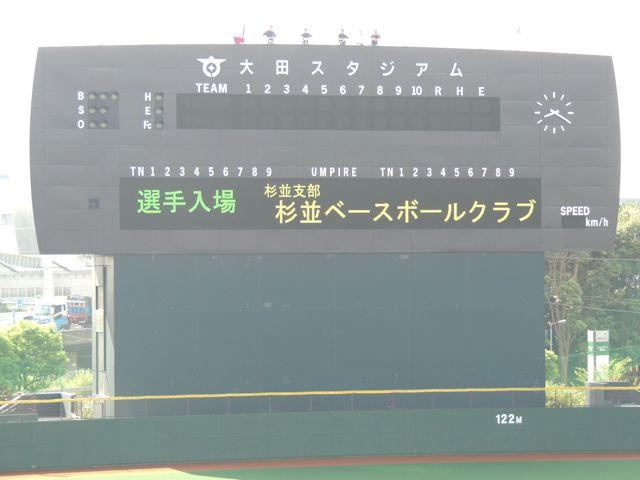 大田スタジアム
TEAM 1 2 3 4 5 6 7 8 9 10 R H E
B H
S E
O Fc
TN 1 2 3 4 5 6 7 8 9 UMPIRE TN 1 2 3 4 5 6 7 8 9
選手入場 杉並支部
杉並ベースボールクラブ
SPEED
km/h
122M